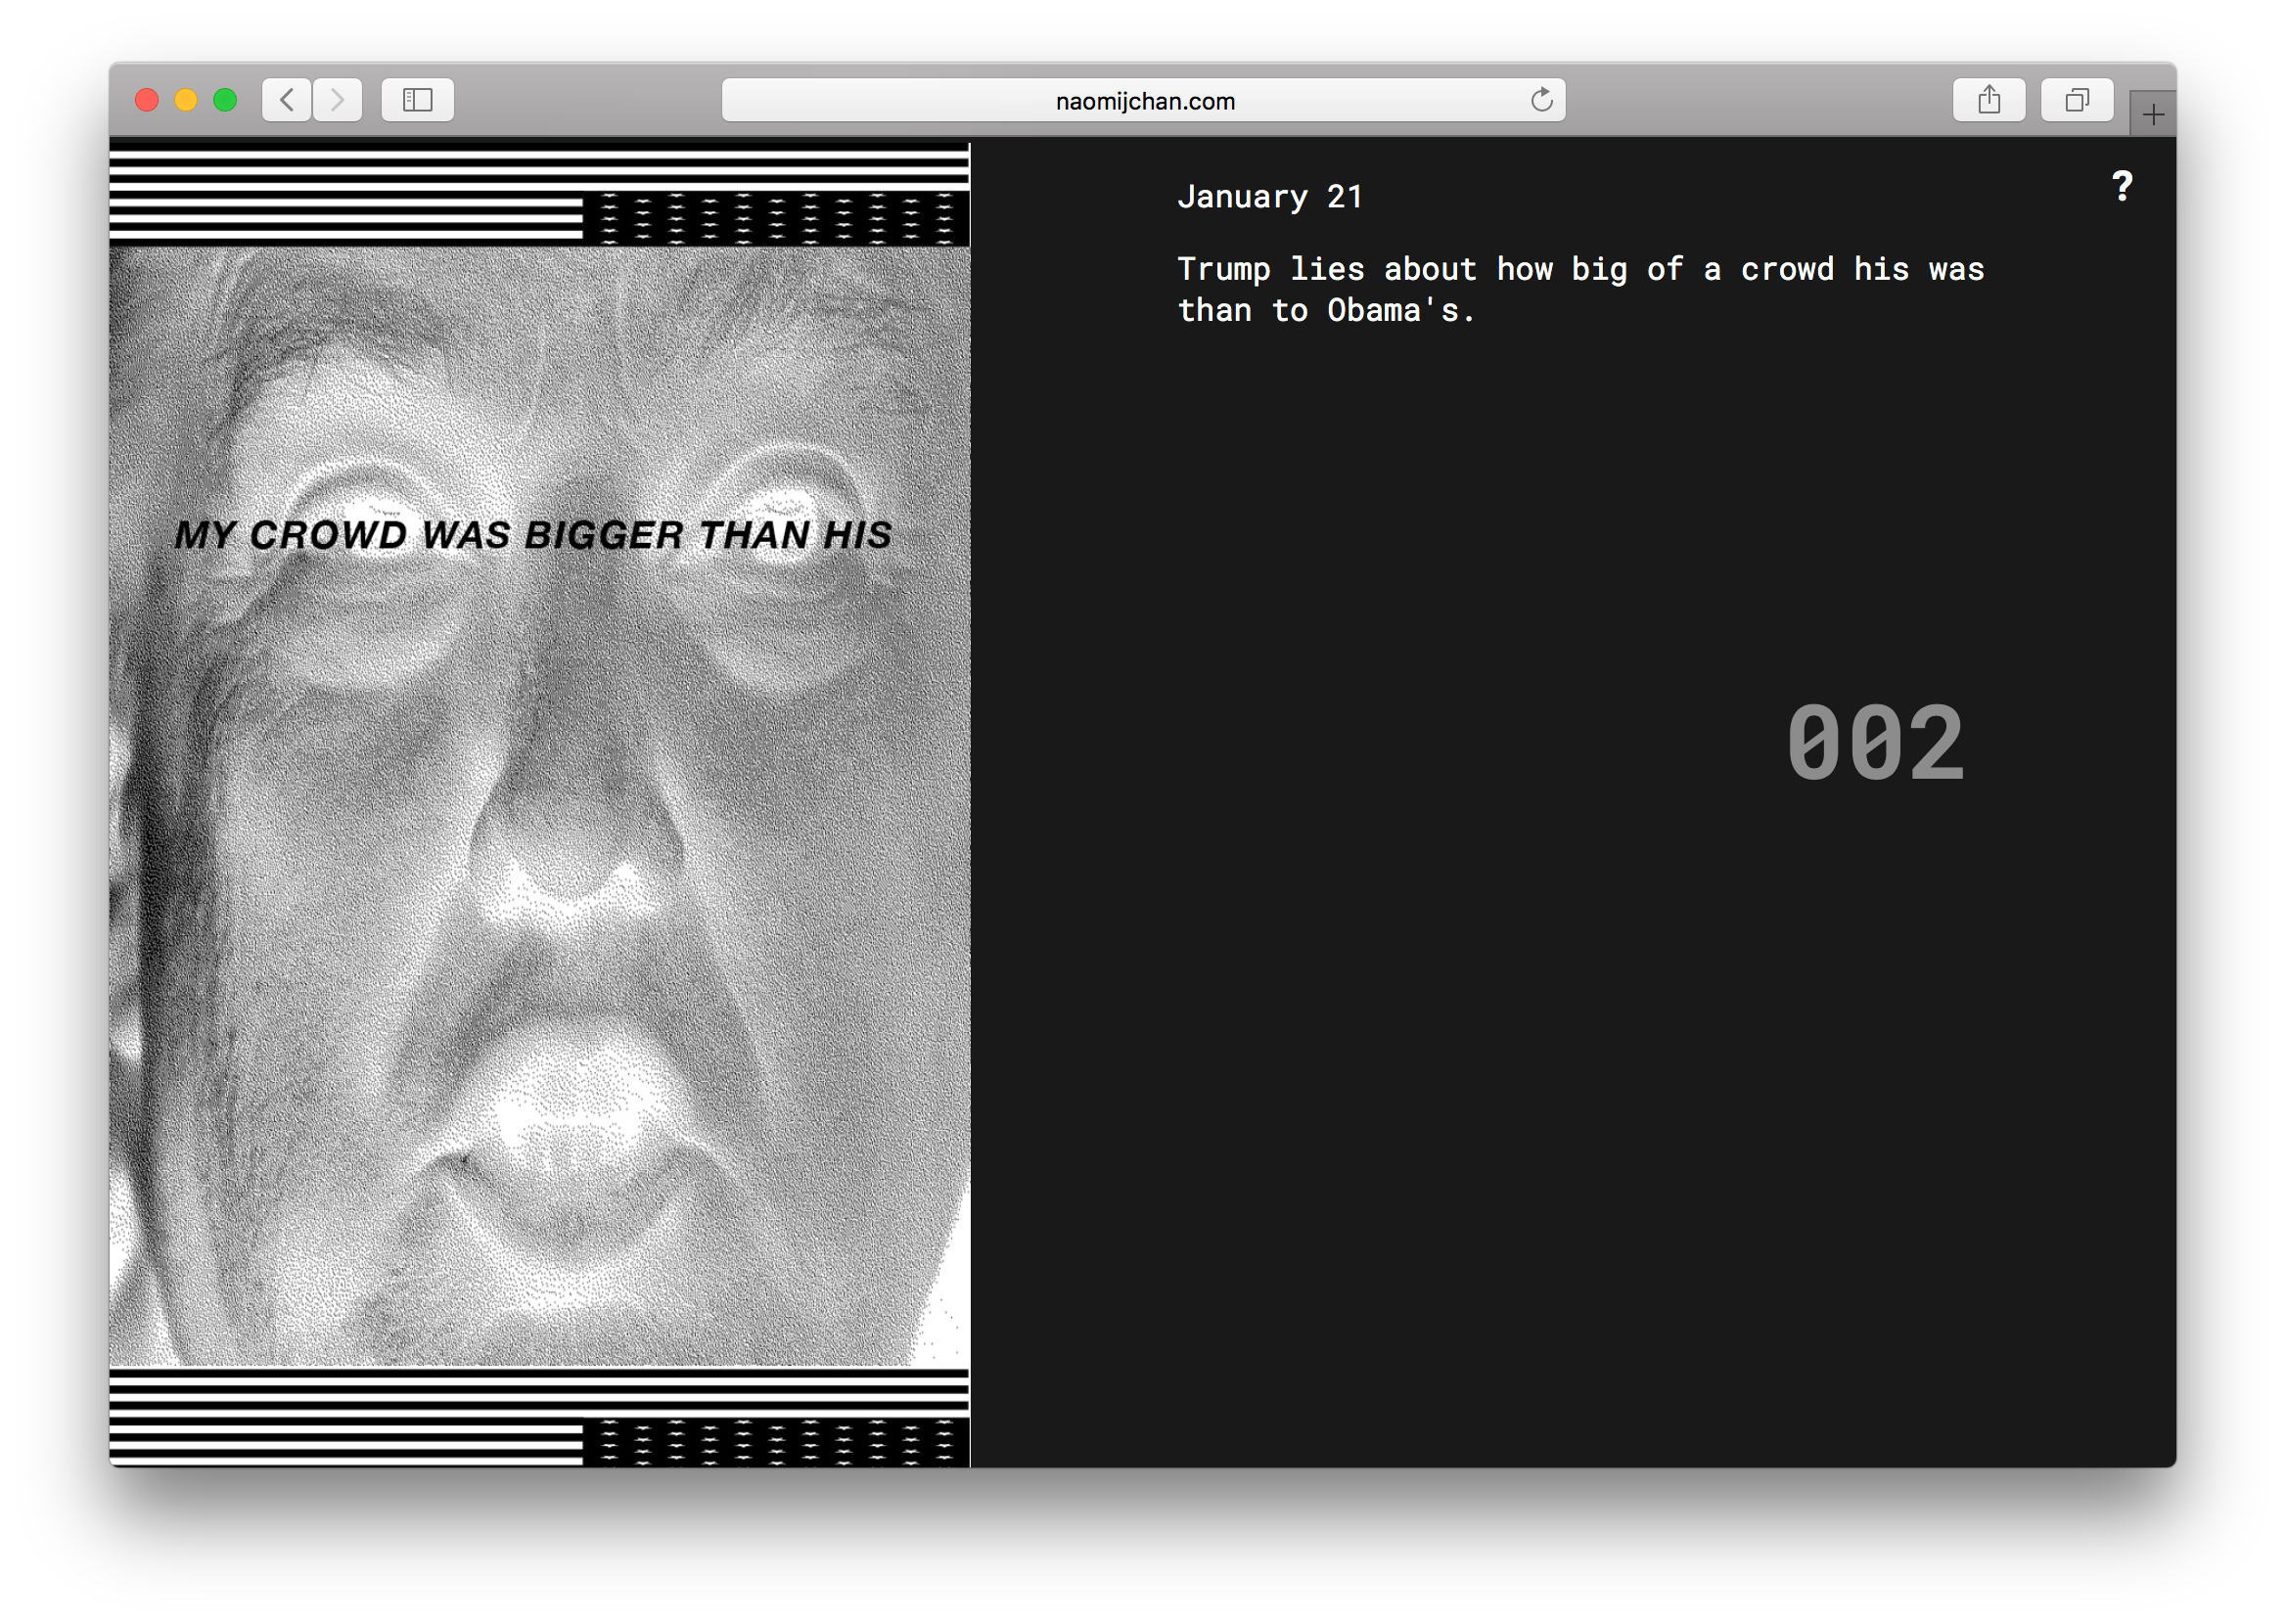 naomijchan.com
MY CROWD WAS BIGGER THAN HIS
January 21
?
Trump lies about how big of a crowd his was
than to Obama's.
002